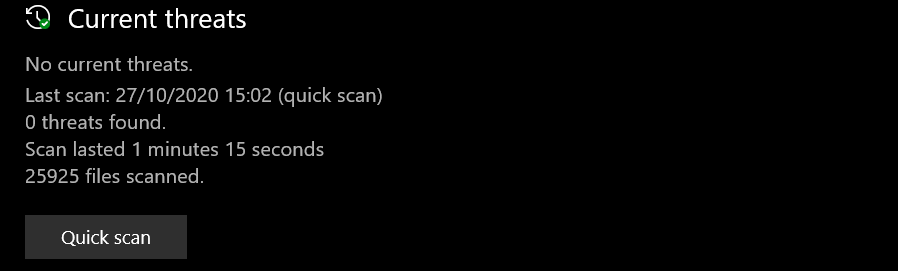 Current threats
No current threats.
Last scan: 27/10/2020 15:02 (quick scan)
0 threats found.
Scan lasted 1 minutes 15 seconds
25925 files scanned.
Quick scan